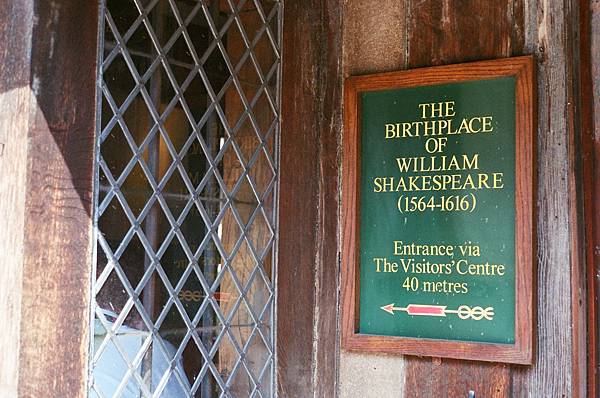 THE
BIRTHPLACE
OF
WILLIAM
SHAKESPEARE
(1564-1616)
Entrance via
The Visitors' Centre
40 metres